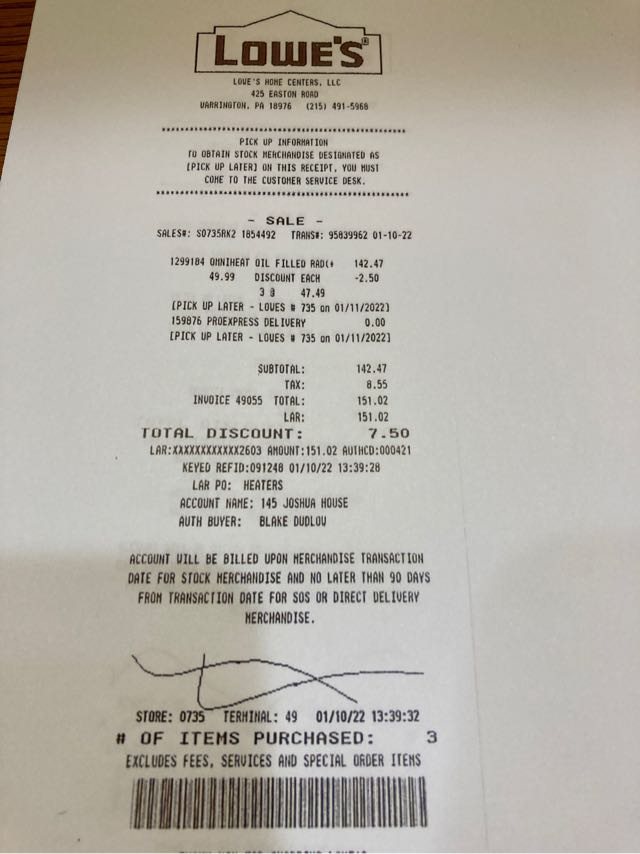 LOWE'S®
LOWE'S HOME CENTERS, LLC
425 EASTON ROAD
WARRINGTON, PA 18976 (215) 491-5968
PICK UP INFORMATION
TO OBTAIN STOCK MERCHANDISE DESIGNATED AS
[PICK UP LATER] ON THIS RECEIPT, YOU MUST
COME TO THE CUSTOMER SERVICE DESK.
- SALE -
SALES#: S0735RK2 1854492 TRANS#: 95839962 01-10-22
1299184 OMNIHEAT OIL FILLED RAD(+ 142.47
49.99 DISCOUNT EACH -2.50
3 @ 47.49
[PICK UP LATER - LOWES # 735 on 01/11/2022]
159876 PROEXPRESS DELIVERY 0.00
[PICK UP LATER - LOWES # 735 on 01/11/2022]
SUBTOTAL: 142.47
TAX: 8.55
INVOICE 49055 TOTAL: 151.02
LAR: 151.02
TOTAL DISCOUNT: 7.50
LAR:XXXXXXXXXXXX2603 AMOUNT:151.02 AUTHCD:000421
KEYED REFID:091248 01/10/22 13:39:28
LAR PO: HEATERS
ACCOUNT NAME: 145 JOSHUA HOUSE
AUTH BUYER: BLAKE DUDLOW
ACCOUNT WILL BE BILLED UPON MERCHANDISE TRANSACTION
DATE FOR STOCK MERCHANDISE AND NO LATER THAN 90 DAYS
FROM TRANSACTION DATE FOR SOS OR DIRECT DELIVERY
MERCHANDISE.
STORE: 0735 TERMINAL: 49 01/10/22 13:39:32
# OF ITEMS PURCHASED: 3
EXCLUDES FEES, SERVICES AND SPECIAL ORDER ITEMS